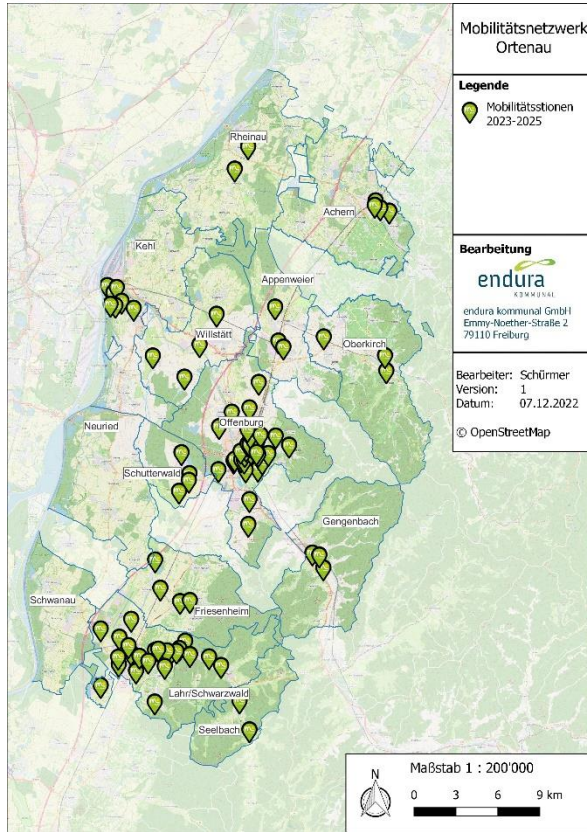 Mobilitätsnetzwerk
Ortenau
Legende
Mobilitätsstionen
2023-2025
Bearbeitung
endura
KOMMUNAL
endura kommunal GmbH
Emmy-Noether-Straße 2
79110 Freiburg
Bearbeiter: Schürmer
Version: 1
Datum: 07.12.2022
© OpenStreetMap
Rheinau
Achern
Kehl
Appenweier
Willstätt
Oberkirch
Neuried
Offenburg
Schutterwald
Gengenbach
Schwanau
Friesenheim
Lahr/Schwarzwald
Seelbach
N
Maßstab 1 : 200'000
0 3 6 9 km